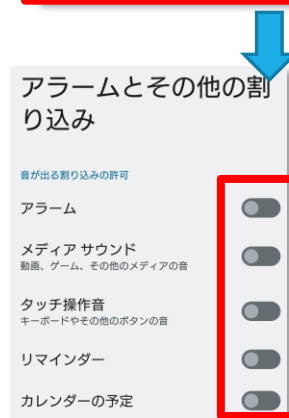 アラームとその他の割
り込み
音が出る割り込みの許可
アラーム
メディア サウンド
動画、ゲーム、その他のメディアの音
タッチ操作音
キーボードやその他のボタンの音
リマインダー
カレンダーの予定